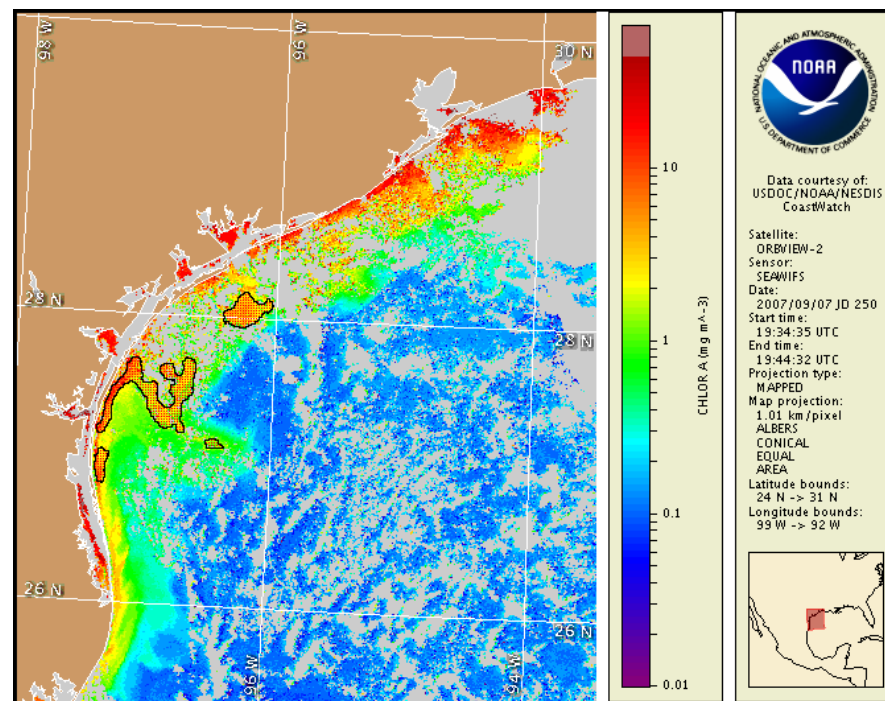 98 W
96 W
30 N
28 N
28 N
26 N
26 N
96 W
94 W
10
1
0.1
0.01
CHLOR A (mg m^-3)
NATIONAL OCEANIC AND ATMOSPHERIC ADMINISTRATION
NOAA
U.S. DEPARTMENT OF COMMERCE
Data courtesy of:
USDOC/NOAA/NESDIS
CoastWatch
Satellite:
ORBVIEW-2
Sensor:
SEAWIFS
Date:
2007/09/07 JD 250
Start time:
19:34:35 UTC
End time:
19:44:32 UTC
Projection type:
MAPPED
Map projection:
1.01 km/pixel
ALBERS
CONICAL
EQUAL
AREA
Latitude bounds:
24 N -> 31 N
Longitude bounds:
99 W -> 92 W